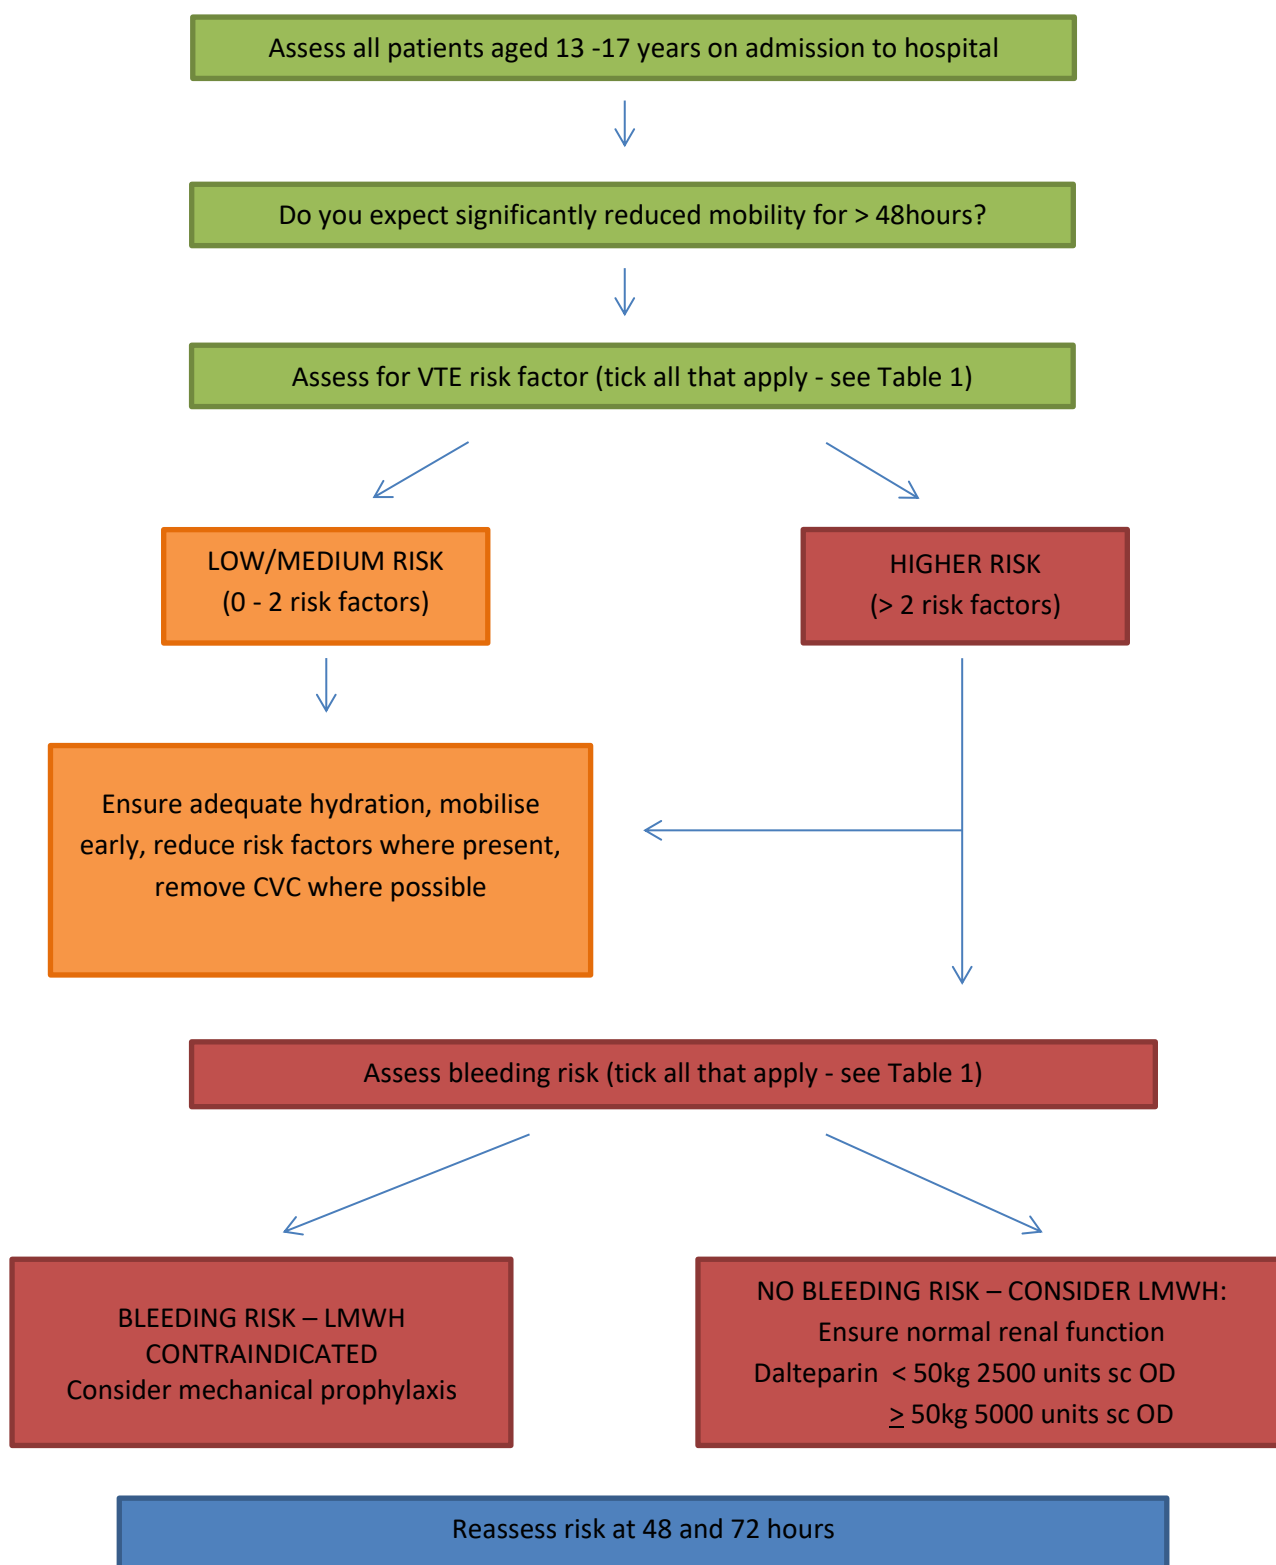 Assess all patients aged 13 -17 years on admission to hospital
Do you expect significantly reduced mobility for > 48hours?
Assess for VTE risk factor (tick all that apply - see Table 1)
LOW/MEDIUM RISK
(0 - 2 risk factors)
HIGHER RISK
(> 2 risk factors)
Ensure adequate hydration, mobilise
early, reduce risk factors where present,
remove CVC where possible
Assess bleeding risk (tick all that apply - see Table 1)
BLEEDING RISK – LMWH
CONTRAINDICATED
Consider mechanical prophylaxis
NO BLEEDING RISK – CONSIDER LMWH:
Ensure normal renal function
Dalteparin < 50kg 2500 units sc OD
≥ 50kg 5000 units sc OD
Reassess risk at 48 and 72 hours